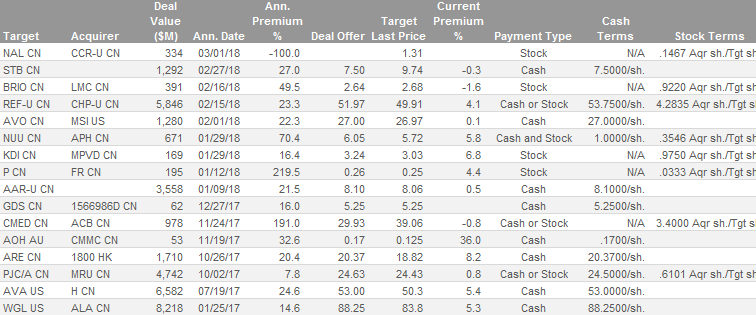 Deal Ann. Current
Value Premium Target Premium Cash
Target Acquirer ($M) Ann. Date % Deal Offer Last Price % Payment Type Terms Stock Terms
NAL CN CCR-U CN 334 03/01/18 -100.0 1.31 Stock N/A .1467 Aqr sh./Tgt sh
STB CN 1,292 02/27/18 27.0 7.50 9.74 -0.3 Cash 7.5000/sh.
BRIO CN LMC CN 391 02/16/18 49.5 2.64 2.68 -1.6 Stock N/A .9220 Aqr sh./Tgt sh
REF-U CN CHP-U CN 5,846 02/15/18 23.3 51.97 49.91 4.1 Cash or Stock 53.7500/sh. 4.2835 Aqr sh./Tgt sh
AVO CN MSI US 1,280 02/01/18 22.3 27.00 26.97 0.1 Cash 27.0000/sh.
NUU CN APH CN 671 01/29/18 70.4 6.05 5.72 5.8 Cash and Stock 1.0000/sh. .3546 Aqr sh./Tgt sh
KDI CN MPVD CN 169 01/29/18 16.4 3.24 3.03 6.8 Stock N/A .9750 Aqr sh./Tgt sh
P CN FR CN 195 01/12/18 219.5 0.26 0.25 4.4 Stock N/A .0333 Aqr sh./Tgt sh
AAR-U CN 3,558 01/09/18 21.5 8.10 8.06 0.5 Cash 8.1000/sh.
GDS CN 1566986D CN 62 12/27/17 16.0 5.25 5.25 Cash 5.2500/sh.
CMED CN ACB CN 978 11/24/17 191.0 29.93 39.06 -0.8 Cash or Stock N/A 3.4000 Aqr sh./Tgt sh
AOH AU CMMC CN 53 11/19/17 32.6 0.17 0.125 36.0 Cash .1700/sh.
ARE CN 1800 HK 1,710 10/26/17 20.4 20.37 18.82 8.2 Cash 20.3700/sh.
PJC/A CN MRU CN 4,742 10/02/17 7.8 24.63 24.43 0.8 Cash or Stock 24.5000/sh. .6101 Aqr sh./Tgt sh
AVA US H CN 6,582 07/19/17 24.6 53.00 50.3 5.4 Cash 53.0000/sh.
WGL US ALA CN 8,218 01/25/17 14.6 88.25 83.8 5.3 Cash 88.2500/sh.